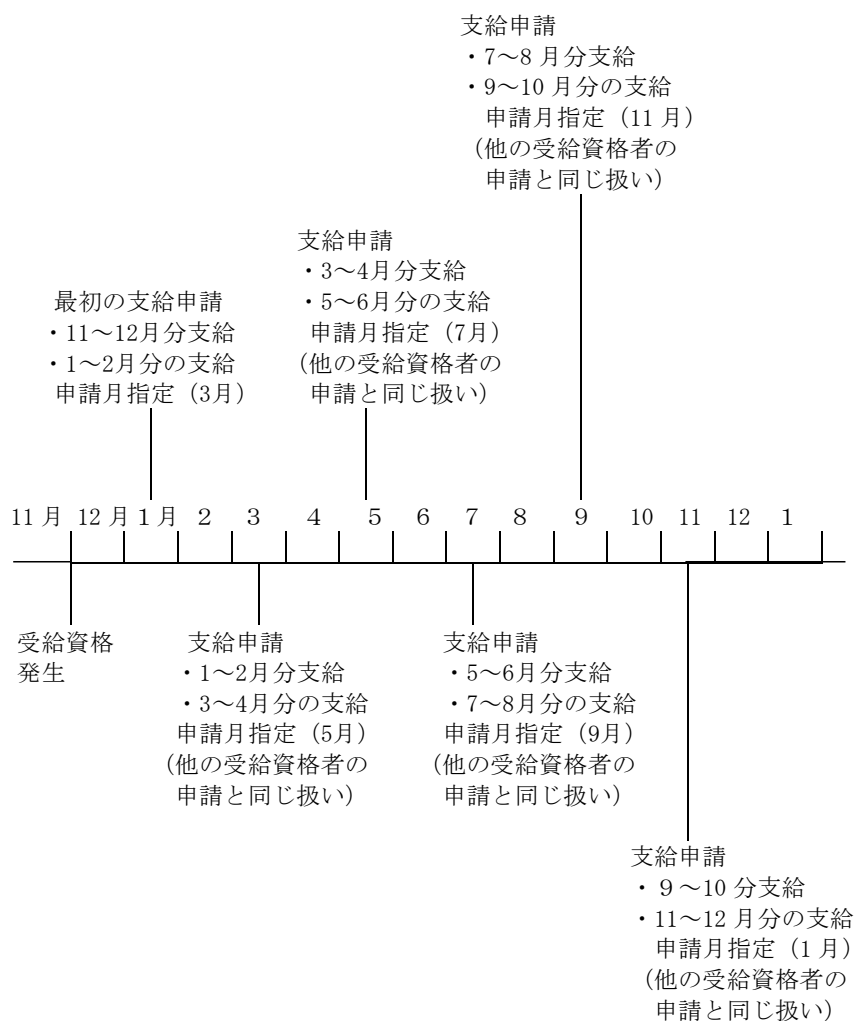 支給申請
・7～8 月分支給
・9～10 月分の支給
申請月指定（11 月）
（他の受給資格者の
申請と同じ扱い）
支給申請
・3～4月分支給
・5～6月分の支給
申請月指定（7月）
（他の受給資格者の
申請と同じ扱い）
最初の支給申請
・11～12月分支給
・1～2月分の支給
申請月指定（3月）
11 月 12 月 1 月 2 3 4 5 6 7 8 9 10 11 12 1
受給資格
発生
支給申請
・1～2月分支給
・3～4月分の支給
申請月指定（5月）
（他の受給資格者の
申請と同じ扱い）
支給申請
・5～6月分支給
・7～8月分の支給
申請月指定（9月）
（他の受給資格者の
申請と同じ扱い）
支給申請
・９～10 分支給
・11～12 月分の支給
申請月指定（1 月）
（他の受給資格者の
申請と同じ扱い）